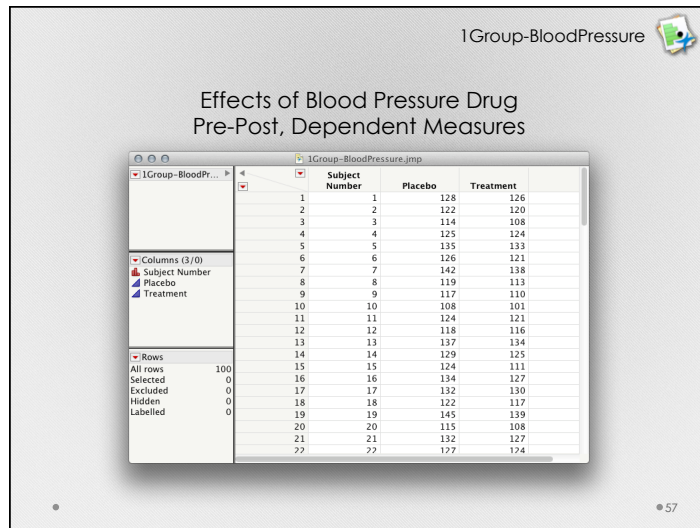 1Group-BloodPressure
Effects of Blood Pressure Drug
Pre-Post, Dependent Measures
1Group-BloodPressure.jmp
1Group-BloodPr...
Subject Number Placebo Treatment
1 1 128 126
2 2 122 120
3 3 114 108
4 4 125 124
5 5 135 133
6 6 126 121
7 7 142 138
8 8 119 113
9 9 117 110
10 10 108 101
11 11 124 121
12 12 118 116
13 13 137 134
14 14 129 125
15 15 124 111
16 16 134 127
17 17 132 130
18 18 122 117
19 19 145 139
20 20 115 108
21 21 132 127
22 22 127 124
Columns (3/0)
Subject Number
Placebo
Treatment
Rows
All rows 100
Selected 0
Excluded 0
Hidden 0
Labelled 0
57